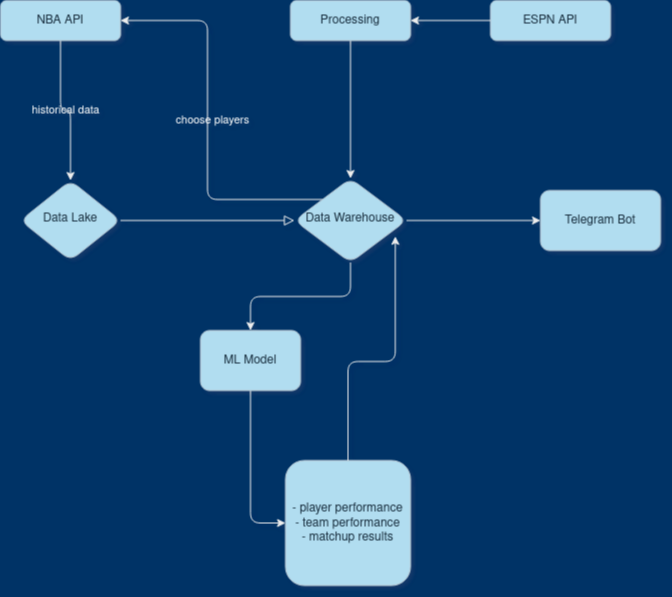 NBA API
Processing
ESPN API
historical data
choose players
Data Lake
Data Warehouse
Telegram Bot
ML Model
- player performance
- team performance
- matchup results